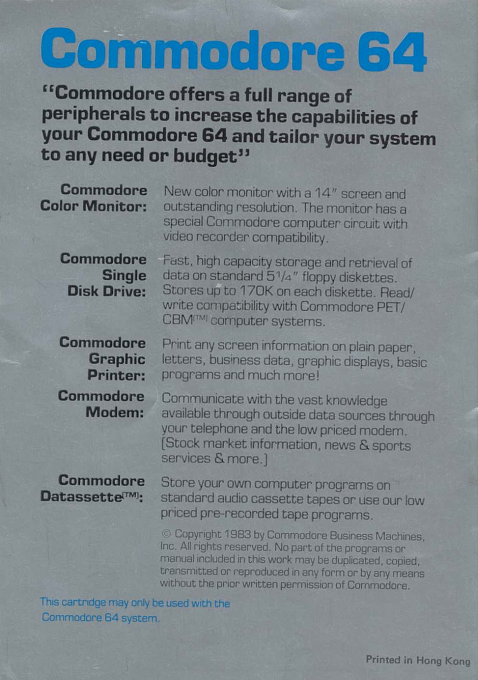 Commodore 64
“Commodore offers a full range of
peripherals to increase the capabilities of
your Commodore 64 and tailor your system
to any need or budget”
Commodore
Color Monitor:
New color monitor with a 14" screen and
outstanding resolution. The monitor has a
special Commodore computer circuit with
video recorder compatibility.
Commodore
Single
Disk Drive:
Fast, high capacity storage and retrieval of
data on standard 5 1/4" floppy diskettes.
Stores up to 170K on each diskette. Read/
write compatibility with Commodore PET/
CBM(TM) computer systems.
Commodore
Graphic
Printer:
Print any screen information on plain paper,
letters, business data, graphic displays, basic
programs and much more!
Commodore
Modem:
Communicate with the vast knowledge
available through outside data sources through
your telephone and the low priced modem.
(Stock market information, news & sports
services & more.)
Commodore
Datassette(TM):
Store your own computer programs on
standard audio cassette tapes or use our low
priced pre-recorded tape programs.
© Copyright 1983 by Commodore Business Machines,
Inc. All rights reserved. No part of the programs or
manual included in this work may be duplicated, copied,
transmitted or reproduced in any form or by any means
without the prior written permission of Commodore.
This cartridge may only be used with the
Commodore 64 system.
Printed in Hong Kong